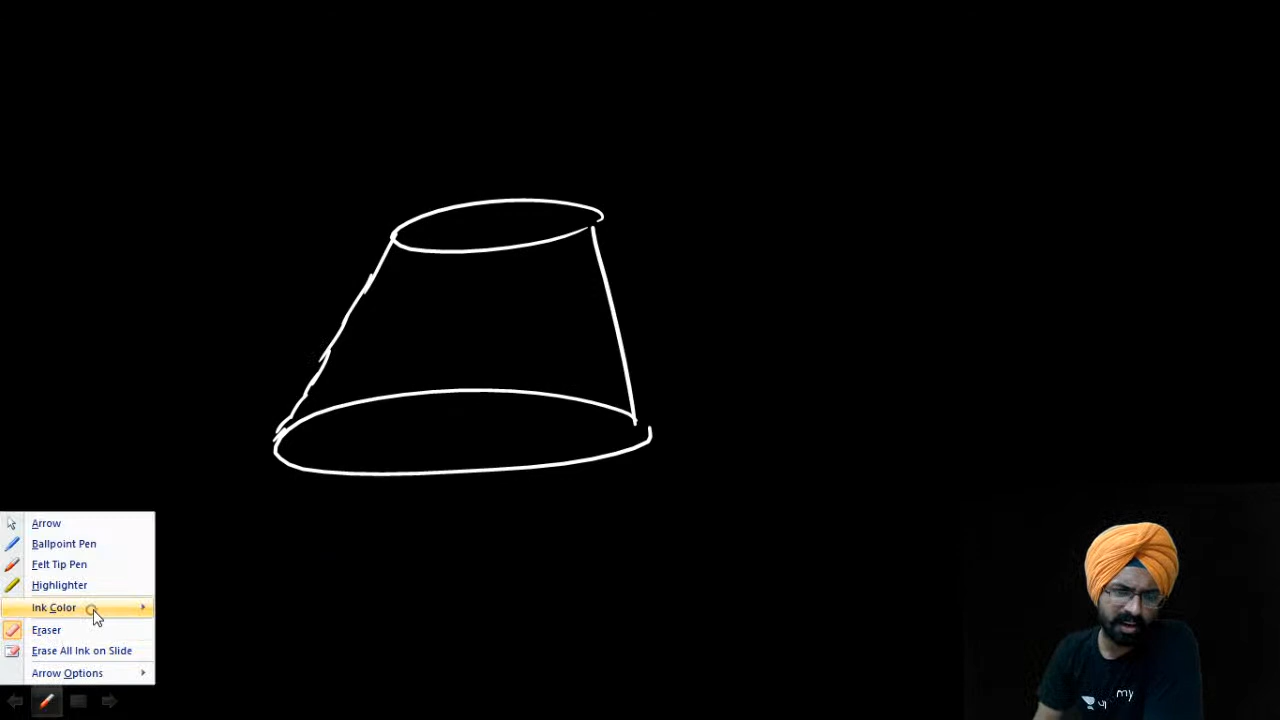 Arrow
Ballpoint Pen
Felt Tip Pen
Highlighter
Ink Color
Eraser
Erase All Ink on Slide
Arrow Options
my